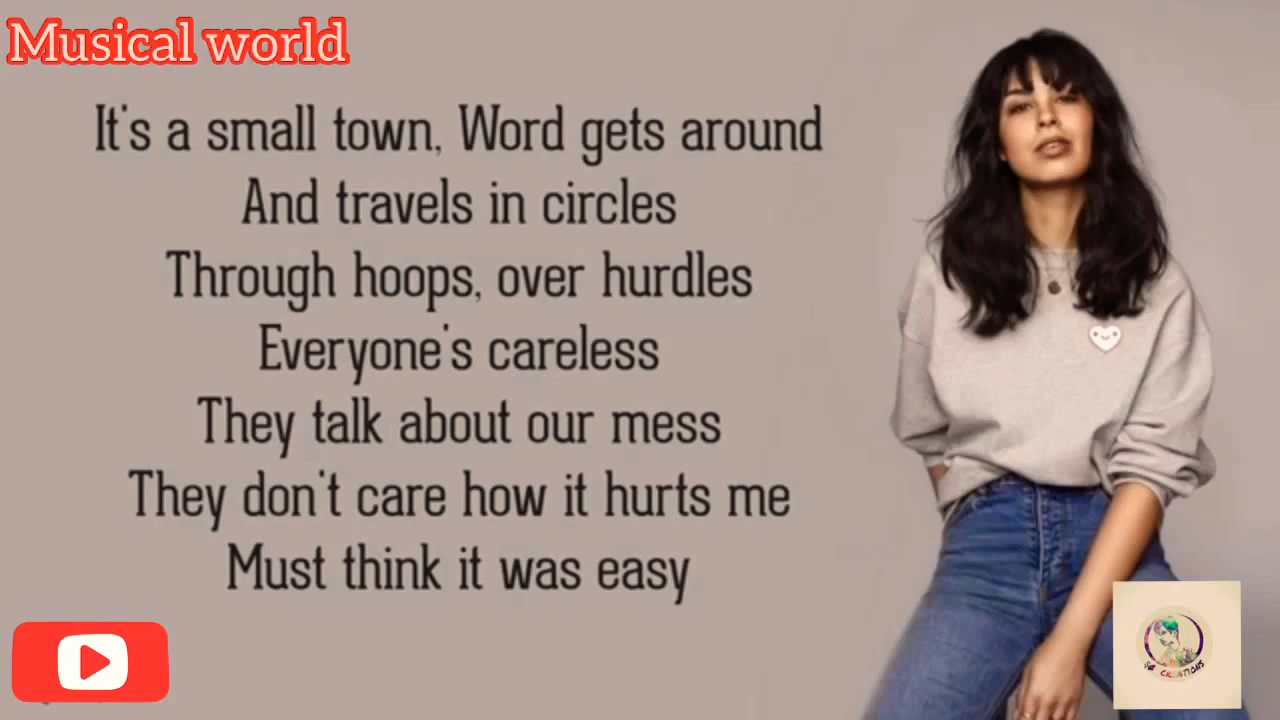 Musical world
It's a small town, Word gets around
And travels in circles
Through hoops, over hurdles
Everyone's careless
They talk about our mess
They don't care how it hurts me
Must think it was easy
CREATIONS